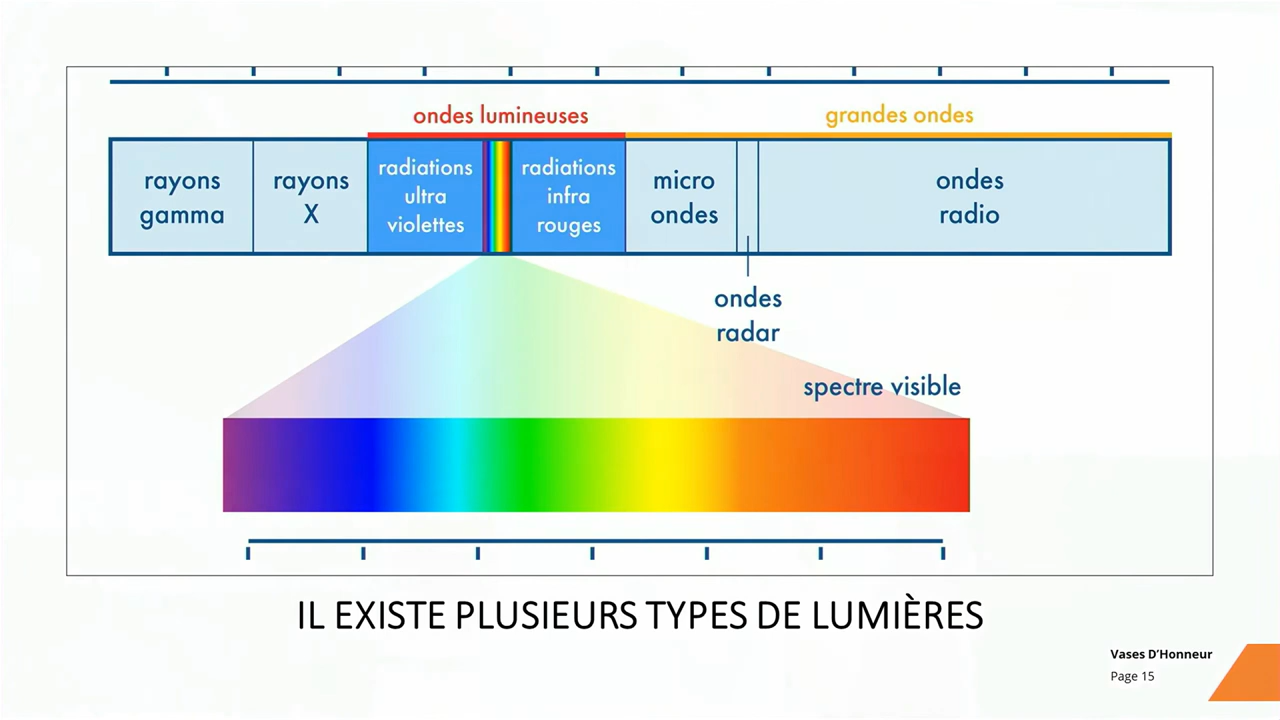 ondes lumineuses
grandes ondes
rayons
gamma
rayons
X
radiations
ultra
violettes
radiations
infra
rouges
micro
ondes
ondes
radio
ondes
radar
spectre visible
IL EXISTE PLUSIEURS TYPES DE LUMIÈRES
Vases D'Honneur
Page 15